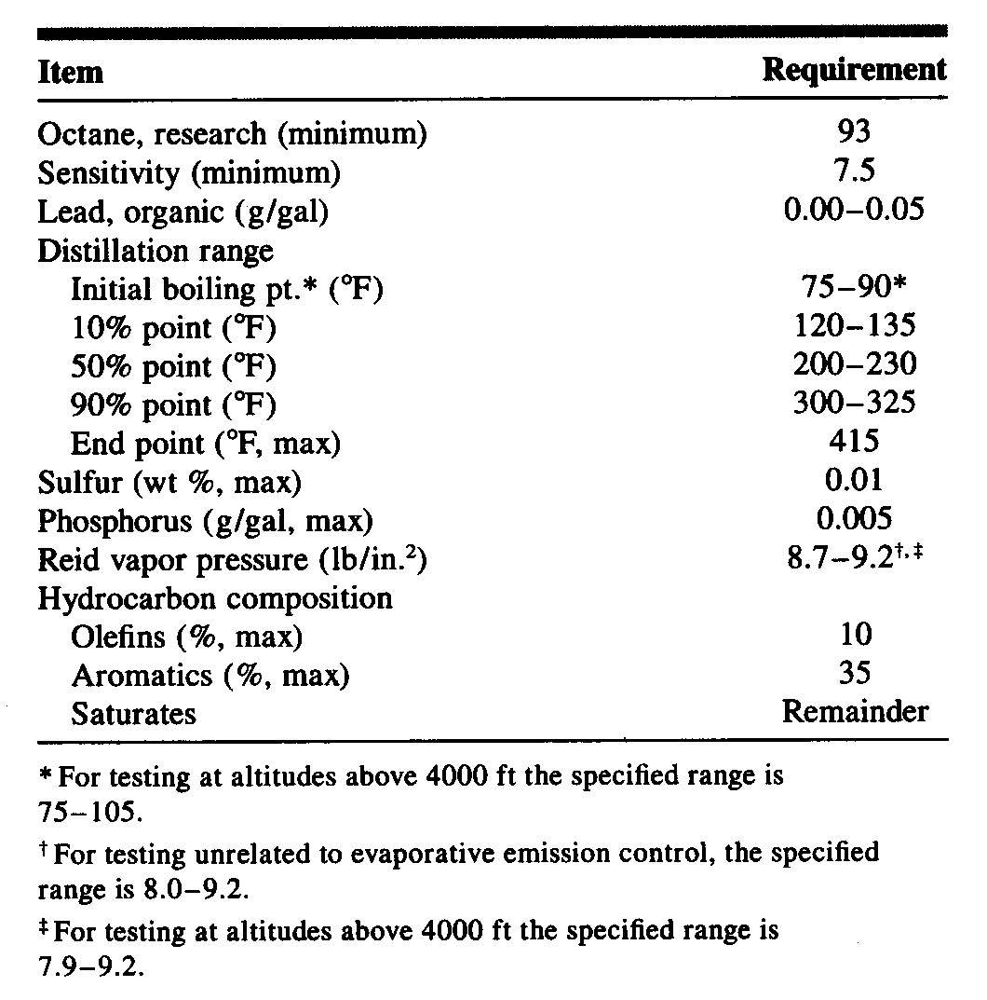 Item Requirement
Octane, research (minimum) 93
Sensitivity (minimum) 7.5
Lead, organic (g/gal) 0.00–0.05
Distillation range
Initial boiling pt.* (°F) 75–90*
10% point (°F) 120–135
50% point (°F) 200–230
90% point (°F) 300–325
End point (°F, max) 415
Sulfur (wt %, max) 0.01
Phosphorus (g/gal, max) 0.005
Reid vapor pressure (lb/in.²) 8.7–9.2†,‡
Hydrocarbon composition
Olefins (%, max) 10
Aromatics (%, max) 35
Saturates Remainder
* For testing at altitudes above 4000 ft the specified range is
75–105.
† For testing unrelated to evaporative emission control, the specified
range is 8.0–9.2.
‡ For testing at altitudes above 4000 ft the specified range is
7.9–9.2.